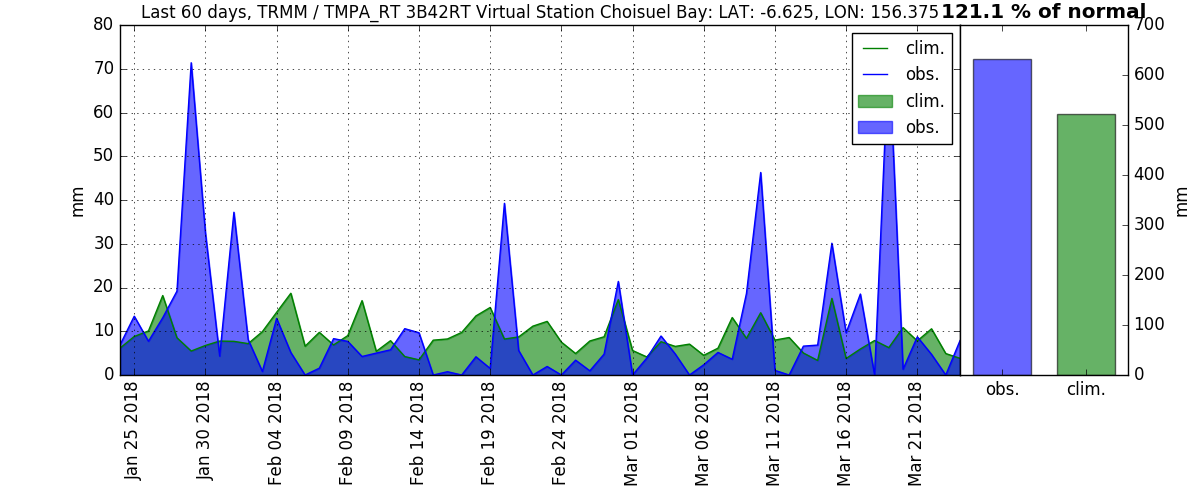 Last 60 days, TRMM / TMPA_RT 3B42RT Virtual Station Choisuel Bay: LAT: -6.625, LON: 156.375
121.1 % of normal
80
70
60
50
40
30
20
10
0
mm
clim.
obs.
clim.
obs.
700
600
500
400
300
200
100
0
mm
Jan 25 2018
Jan 30 2018
Feb 04 2018
Feb 09 2018
Feb 14 2018
Feb 19 2018
Feb 24 2018
Mar 01 2018
Mar 06 2018
Mar 11 2018
Mar 16 2018
Mar 21 2018
obs.
clim.